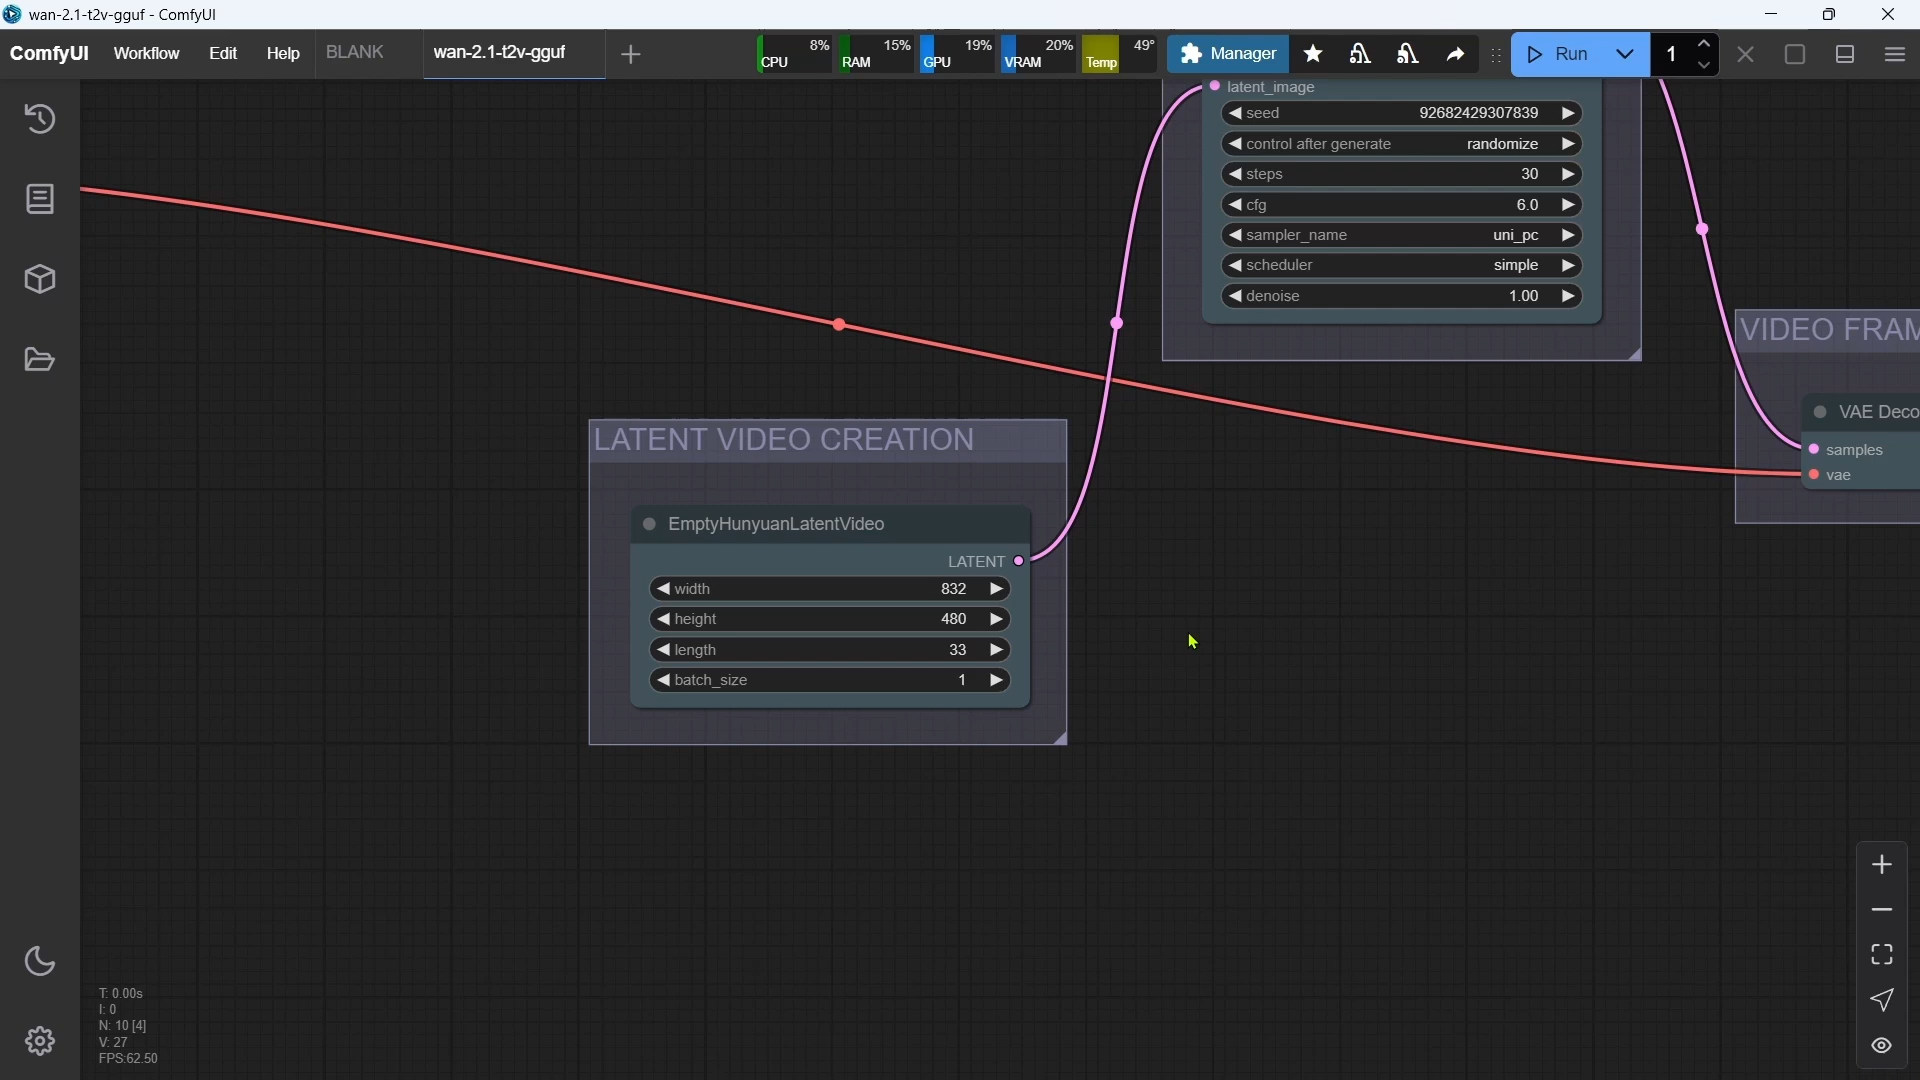 wan-2.1-t2v-gguf - ComfyUI
ComfyUI Workflow Edit Help BLANK wan-2.1-t2v-gguf
CPU 8% RAM 15% GPU 19% VRAM 20% Temp 49°
Manager Run 1
latent_image
seed 92682429307839
control after generate randomize
steps 30
cfg 6.0
sampler_name uni_pc
scheduler simple
denoise 1.00
VIDEO FRAM
VAE Deco
samples
vae
LATENT VIDEO CREATION
EmptyHunyuanLatentVideo
LATENT
width 832
height 480
length 33
batch_size 1
T: 0.00s
I: 0
N: 10 [4]
V: 27
FPS:62.50